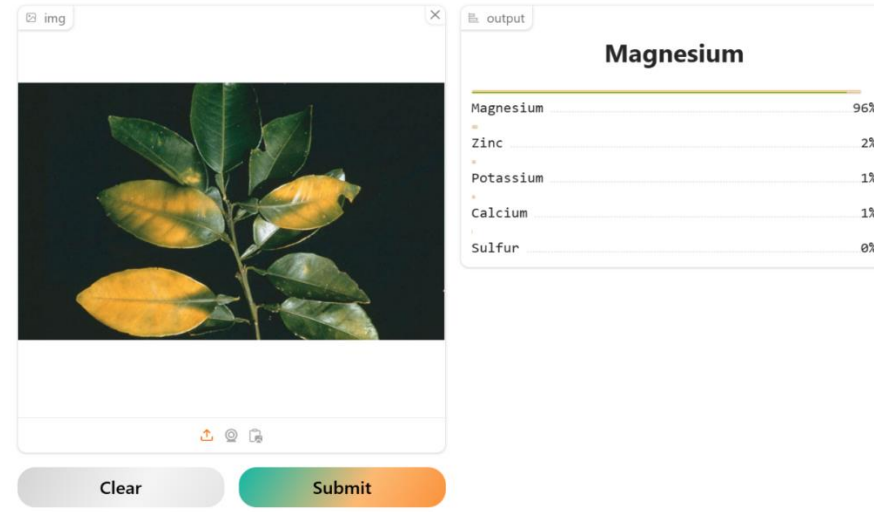 img
output
Magnesium
Magnesium 96%
Zinc 2%
Potassium 1%
Calcium 1%
Sulfur 0%
Clear
Submit